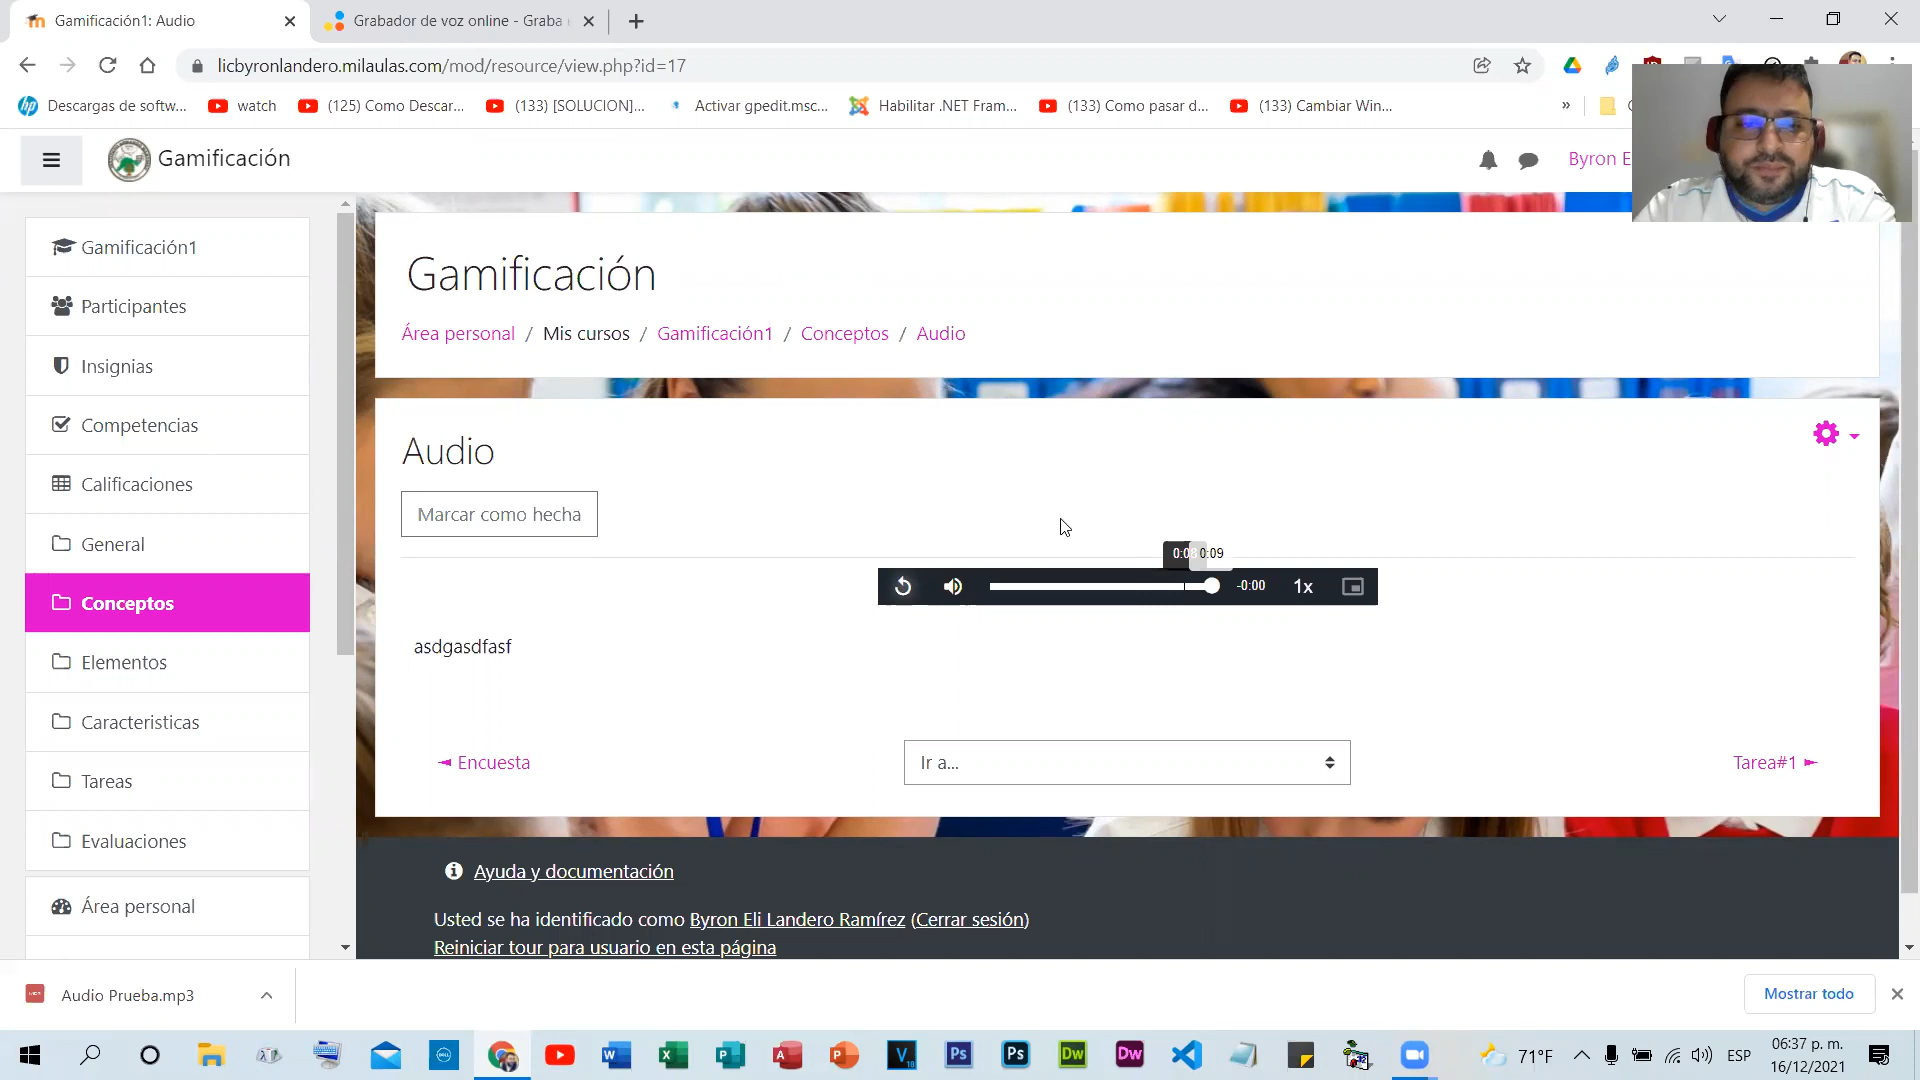 Gamificación1: Audio
Grabador de voz online - Graba
licbyronlandero.milaulas.com/mod/resource/view.php?id=17
Descargas de softw...
watch
(125) Como Descar...
(133) [SOLUCION]...
Activar gpedit.msc...
Habilitar .NET Fram...
(133) Como pasar d...
(133) Cambiar Win...
»
Gamificación
Byron E
Gamificación1
Participantes
Insignias
Competencias
Calificaciones
General
Conceptos
Elementos
Caracteristicas
Tareas
Evaluaciones
Área personal
Gamificación
Área personal / Mis cursos / Gamificación1 / Conceptos / Audio
Audio
Marcar como hecha
0:09
-0:00
1x
asdgasdfasf
◄ Encuesta
Ir a...
Tarea#1 ►
Ayuda y documentación
Usted se ha identificado como Byron Eli Landero Ramírez (Cerrar sesión)
Reiniciar tour para usuario en esta página
Audio Prueba.mp3
Mostrar todo
71°F
ESP
06:37 p. m.
16/12/2021